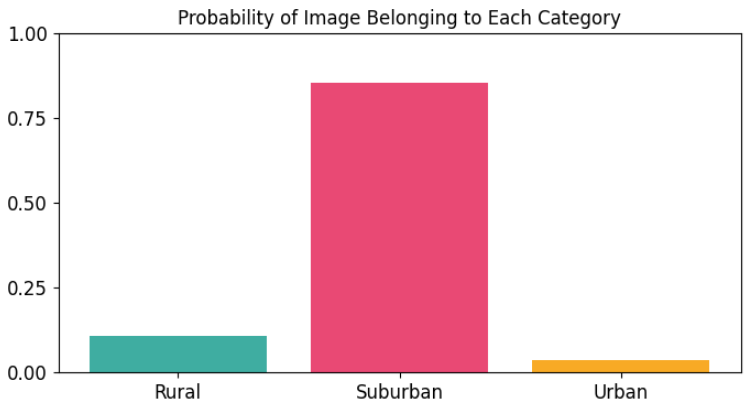 Probability of Image Belonging to Each Category
1.00
0.75
0.50
0.25
0.00
Rural Suburban Urban